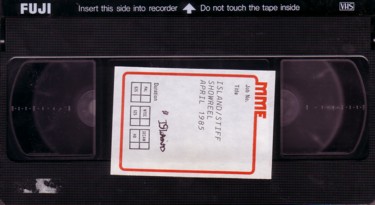 FUJI
Insert this side into recorder
Do not touch the tape inside
VHS
MME
Job No.
Title
ISLAND/STIFF
SHOWREEL
APRIL 1985
Duration
# ISLAND
FUJI